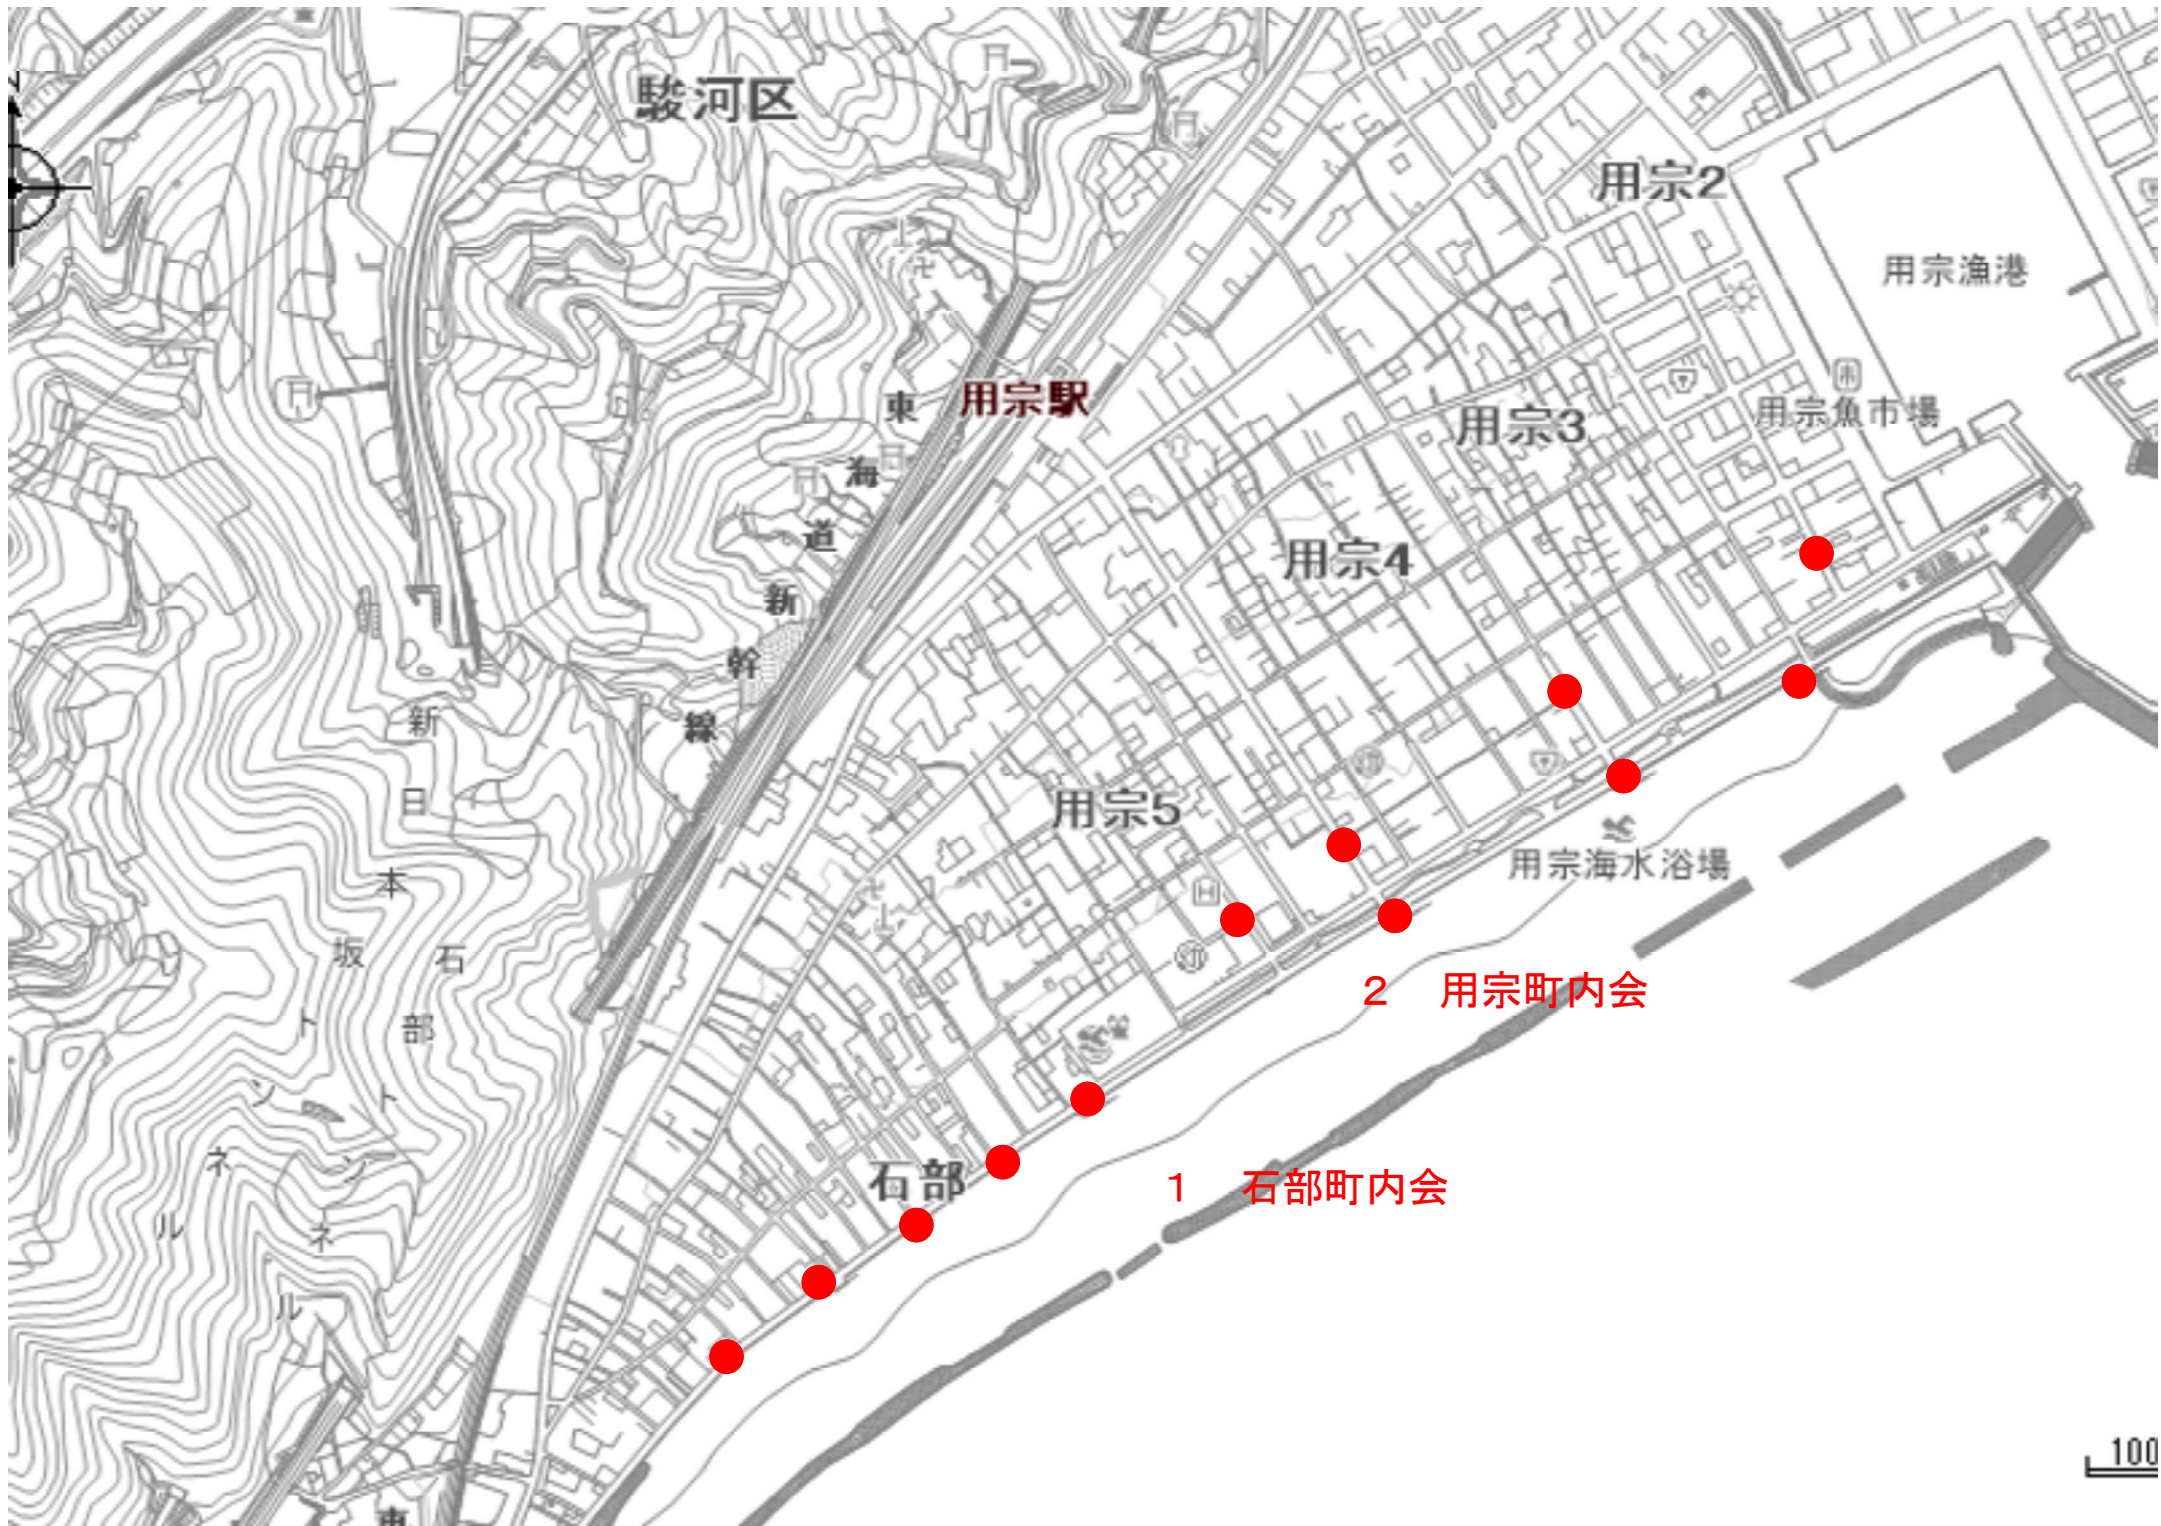 駿河区
用宗2
用宗漁港
用宗駅
用宗3
用宗魚市場
東海道新幹線
用宗4
新日本坂トンネル
石部トンネル
用宗5
用宗海水浴場
2 用宗町内会
石部
1 石部町内会
100